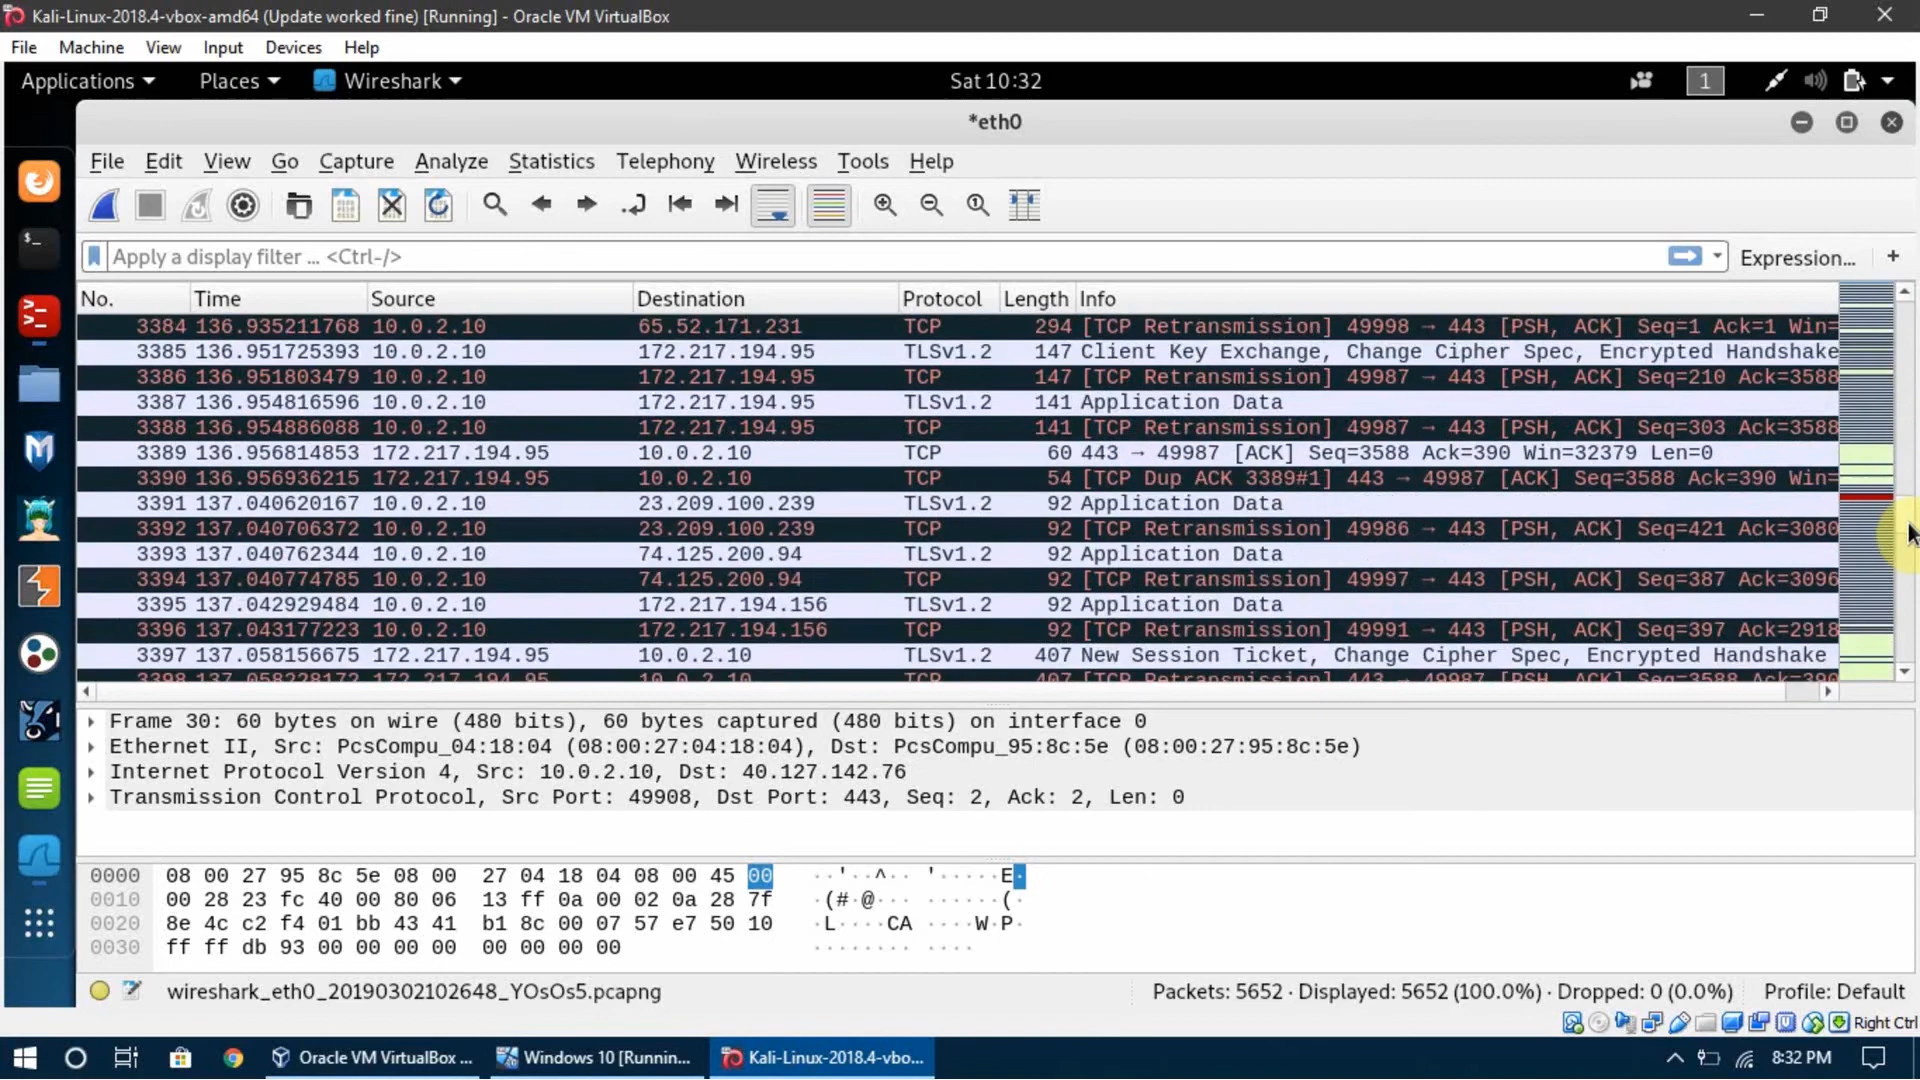 Kali-Linux-2018.4-vbox-amd64 (Update worked fine) [Running] - Oracle VM VirtualBox
File Machine View Input Devices Help
Applications Places Wireshark Sat 10:32 1
*eth0
File Edit View Go Capture Analyze Statistics Telephony Wireless Tools Help
Apply a display filter ... <Ctrl-/> Expression... +
No. Time Source Destination Protocol Length Info
3384 136.935211768 10.0.2.10 65.52.171.231 TCP 294 [TCP Retransmission] 49998 → 443 [PSH, ACK] Seq=1 Ack=1 Win=
3385 136.951725393 10.0.2.10 172.217.194.95 TLSv1.2 147 Client Key Exchange, Change Cipher Spec, Encrypted Handshake
3386 136.951803479 10.0.2.10 172.217.194.95 TCP 147 [TCP Retransmission] 49987 → 443 [PSH, ACK] Seq=210 Ack=3588
3387 136.954816596 10.0.2.10 172.217.194.95 TLSv1.2 141 Application Data
3388 136.954886088 10.0.2.10 172.217.194.95 TCP 141 [TCP Retransmission] 49987 → 443 [PSH, ACK] Seq=303 Ack=3588
3389 136.956814853 172.217.194.95 10.0.2.10 TCP 60 443 → 49987 [ACK] Seq=3588 Ack=390 Win=32379 Len=0
3390 136.956936215 172.217.194.95 10.0.2.10 TCP 54 [TCP Dup ACK 3389#1] 443 → 49987 [ACK] Seq=3588 Ack=390 Win=
3391 137.040620167 10.0.2.10 23.209.100.239 TLSv1.2 92 Application Data
3392 137.040706372 10.0.2.10 23.209.100.239 TCP 92 [TCP Retransmission] 49986 → 443 [PSH, ACK] Seq=421 Ack=3080
3393 137.040762344 10.0.2.10 74.125.200.94 TLSv1.2 92 Application Data
3394 137.040774785 10.0.2.10 74.125.200.94 TCP 92 [TCP Retransmission] 49997 → 443 [PSH, ACK] Seq=387 Ack=3096
3395 137.042929484 10.0.2.10 172.217.194.156 TLSv1.2 92 Application Data
3396 137.043177223 10.0.2.10 172.217.194.156 TCP 92 [TCP Retransmission] 49991 → 443 [PSH, ACK] Seq=397 Ack=2918
3397 137.058156675 172.217.194.95 10.0.2.10 TLSv1.2 407 New Session Ticket, Change Cipher Spec, Encrypted Handshake
3398 137.058228172 172.217.194.95 10.0.2.10 TCP 407 [TCP Retransmission] 443 → 49987 [PSH, ACK] Seq=3588 Ack=390
Frame 30: 60 bytes on wire (480 bits), 60 bytes captured (480 bits) on interface 0
Ethernet II, Src: PcsCompu_04:18:04 (08:00:27:04:18:04), Dst: PcsCompu_95:8c:5e (08:00:27:95:8c:5e)
Internet Protocol Version 4, Src: 10.0.2.10, Dst: 40.127.142.76
Transmission Control Protocol, Src Port: 49908, Dst Port: 443, Seq: 2, Ack: 2, Len: 0
0000 08 00 27 95 8c 5e 08 00 27 04 18 04 08 00 45 00 ··'··^·· '·····E·
0010 00 28 23 fc 40 00 80 06 13 ff 0a 00 02 0a 28 7f ·(#·@··· ······(·
0020 8e 4c c2 f4 01 bb 43 41 b1 8c 00 07 57 e7 50 10 ·L····CA ····W·P·
0030 ff ff db 93 00 00 00 00 00 00 00 00 ········ ····
wireshark_eth0_20190302102648_YOsOs5.pcapng Packets: 5652 · Displayed: 5652 (100.0%) · Dropped: 0 (0.0%) Profile: Default
Right Ctrl
Oracle VM VirtualBox ... Windows 10 [Runnin... Kali-Linux-2018.4-vbo... 8:32 PM